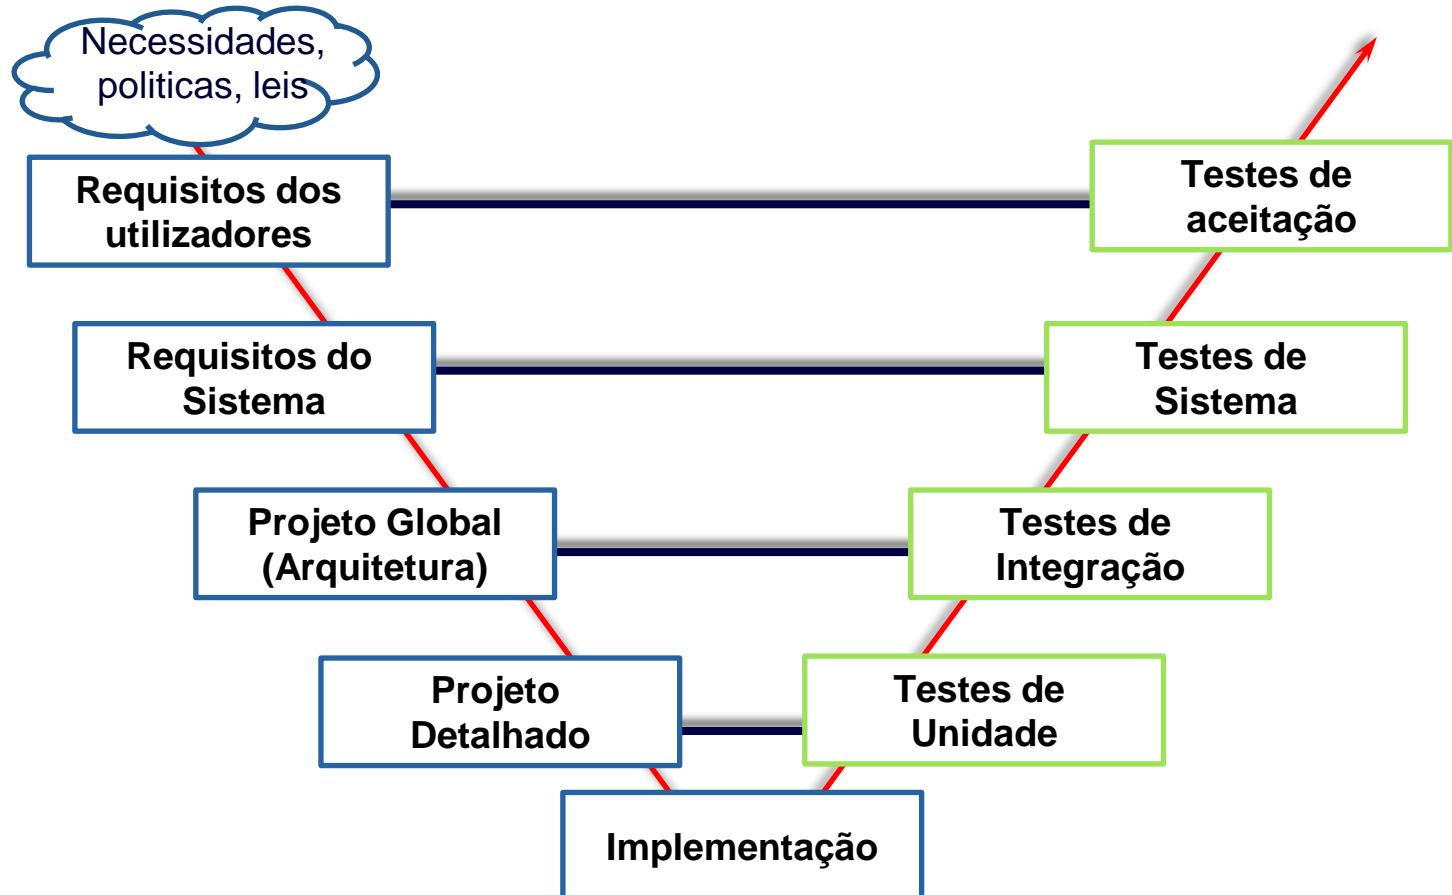 Necessidades,
politicas, leis
Requisitos dos
utilizadores
Testes de
aceitação
Requisitos do
Sistema
Testes de
Sistema
Projeto Global
(Arquitetura)
Testes de
Integração
Projeto
Detalhado
Testes de
Unidade
Implementação